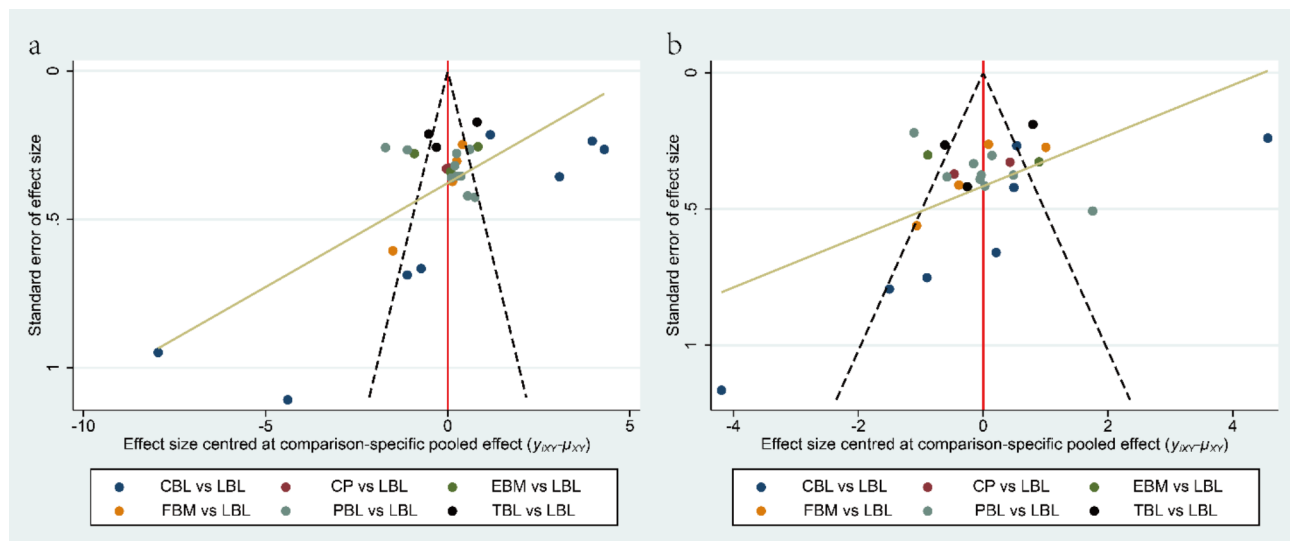 a
Standard error of effect size
0
.5
1
-10
-5
0
5
Effect size centred at comparison-specific pooled effect (yiXY-μXY)
CBL vs LBL
CP vs LBL
EBM vs LBL
FBM vs LBL
PBL vs LBL
TBL vs LBL
b
Standard error of effect size
0
.5
1
-4
-2
0
2
4
Effect size centred at comparison-specific pooled effect (yiXY-μXY)
CBL vs LBL
CP vs LBL
EBM vs LBL
FBM vs LBL
PBL vs LBL
TBL vs LBL